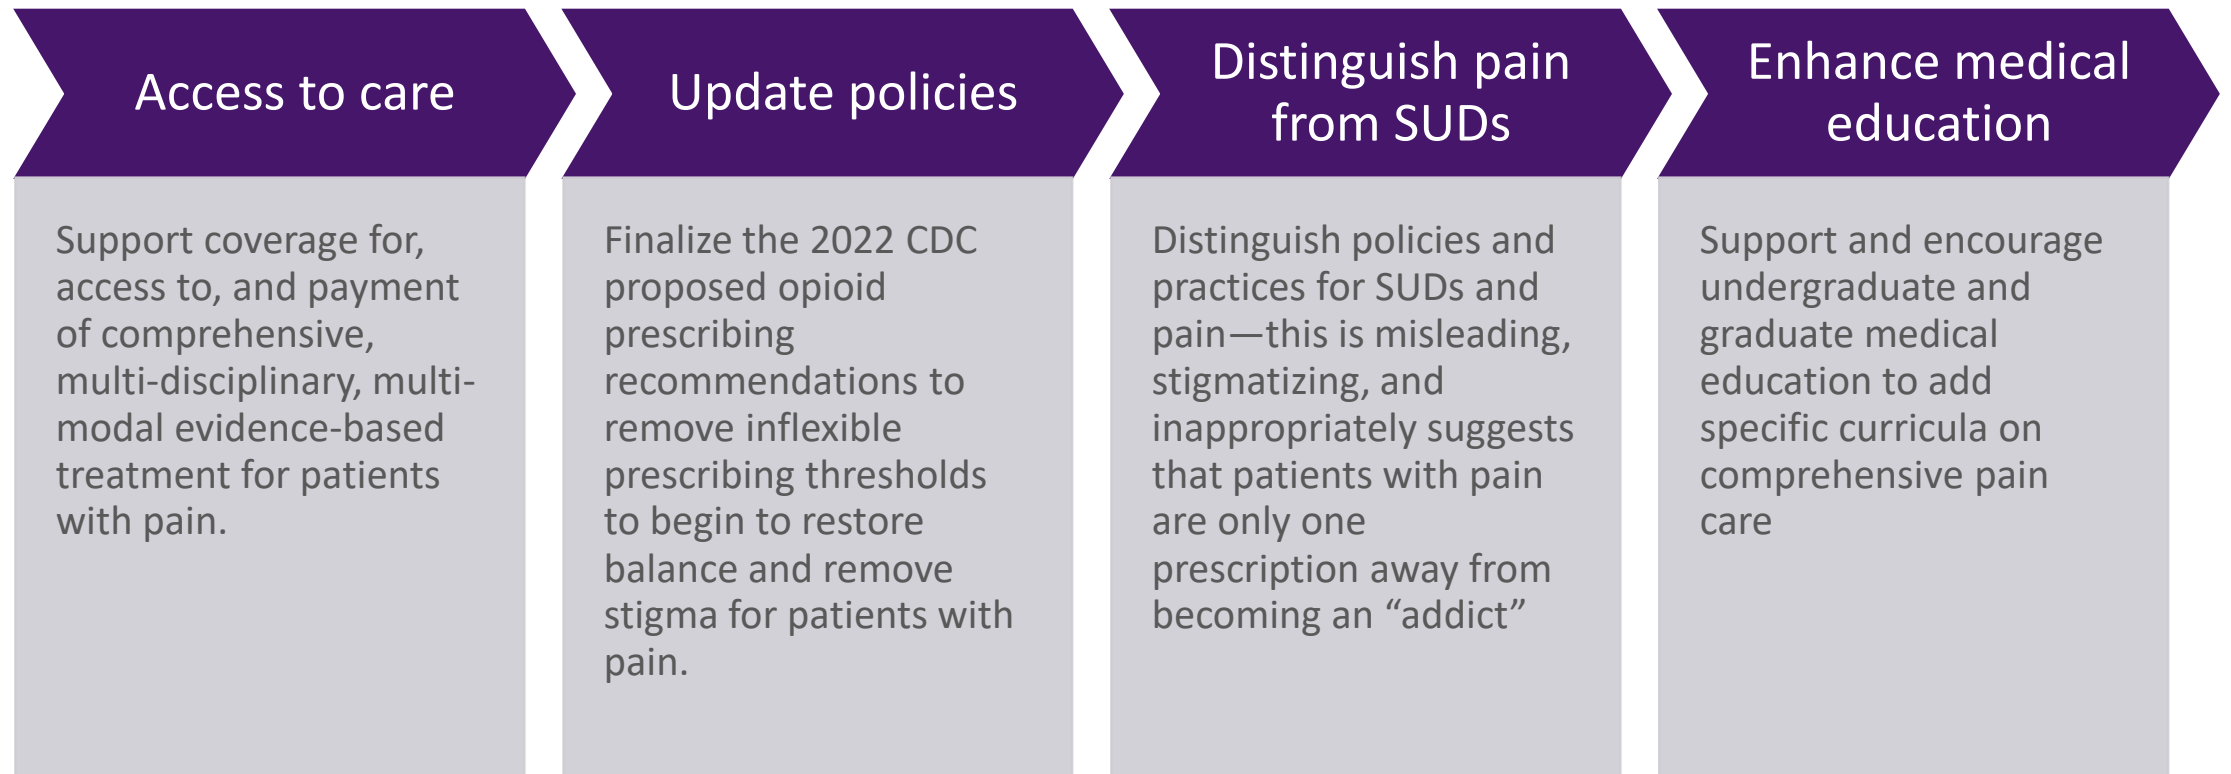 Access to care
Support coverage for,
access to, and payment
of comprehensive,
multi-disciplinary, multi-
modal evidence-based
treatment for patients
with pain.
Update policies
Finalize the 2022 CDC
proposed opioid
prescribing
recommendations to
remove inflexible
prescribing thresholds
to begin to restore
balance and remove
stigma for patients with
pain.
Distinguish pain
from SUDs
Distinguish policies and
practices for SUDs and
pain—this is misleading,
stigmatizing, and
inappropriately suggests
that patients with pain
are only one
prescription away from
becoming an “addict”
Enhance medical
education
Support and encourage
undergraduate and
graduate medical
education to add
specific curricula on
comprehensive pain
care